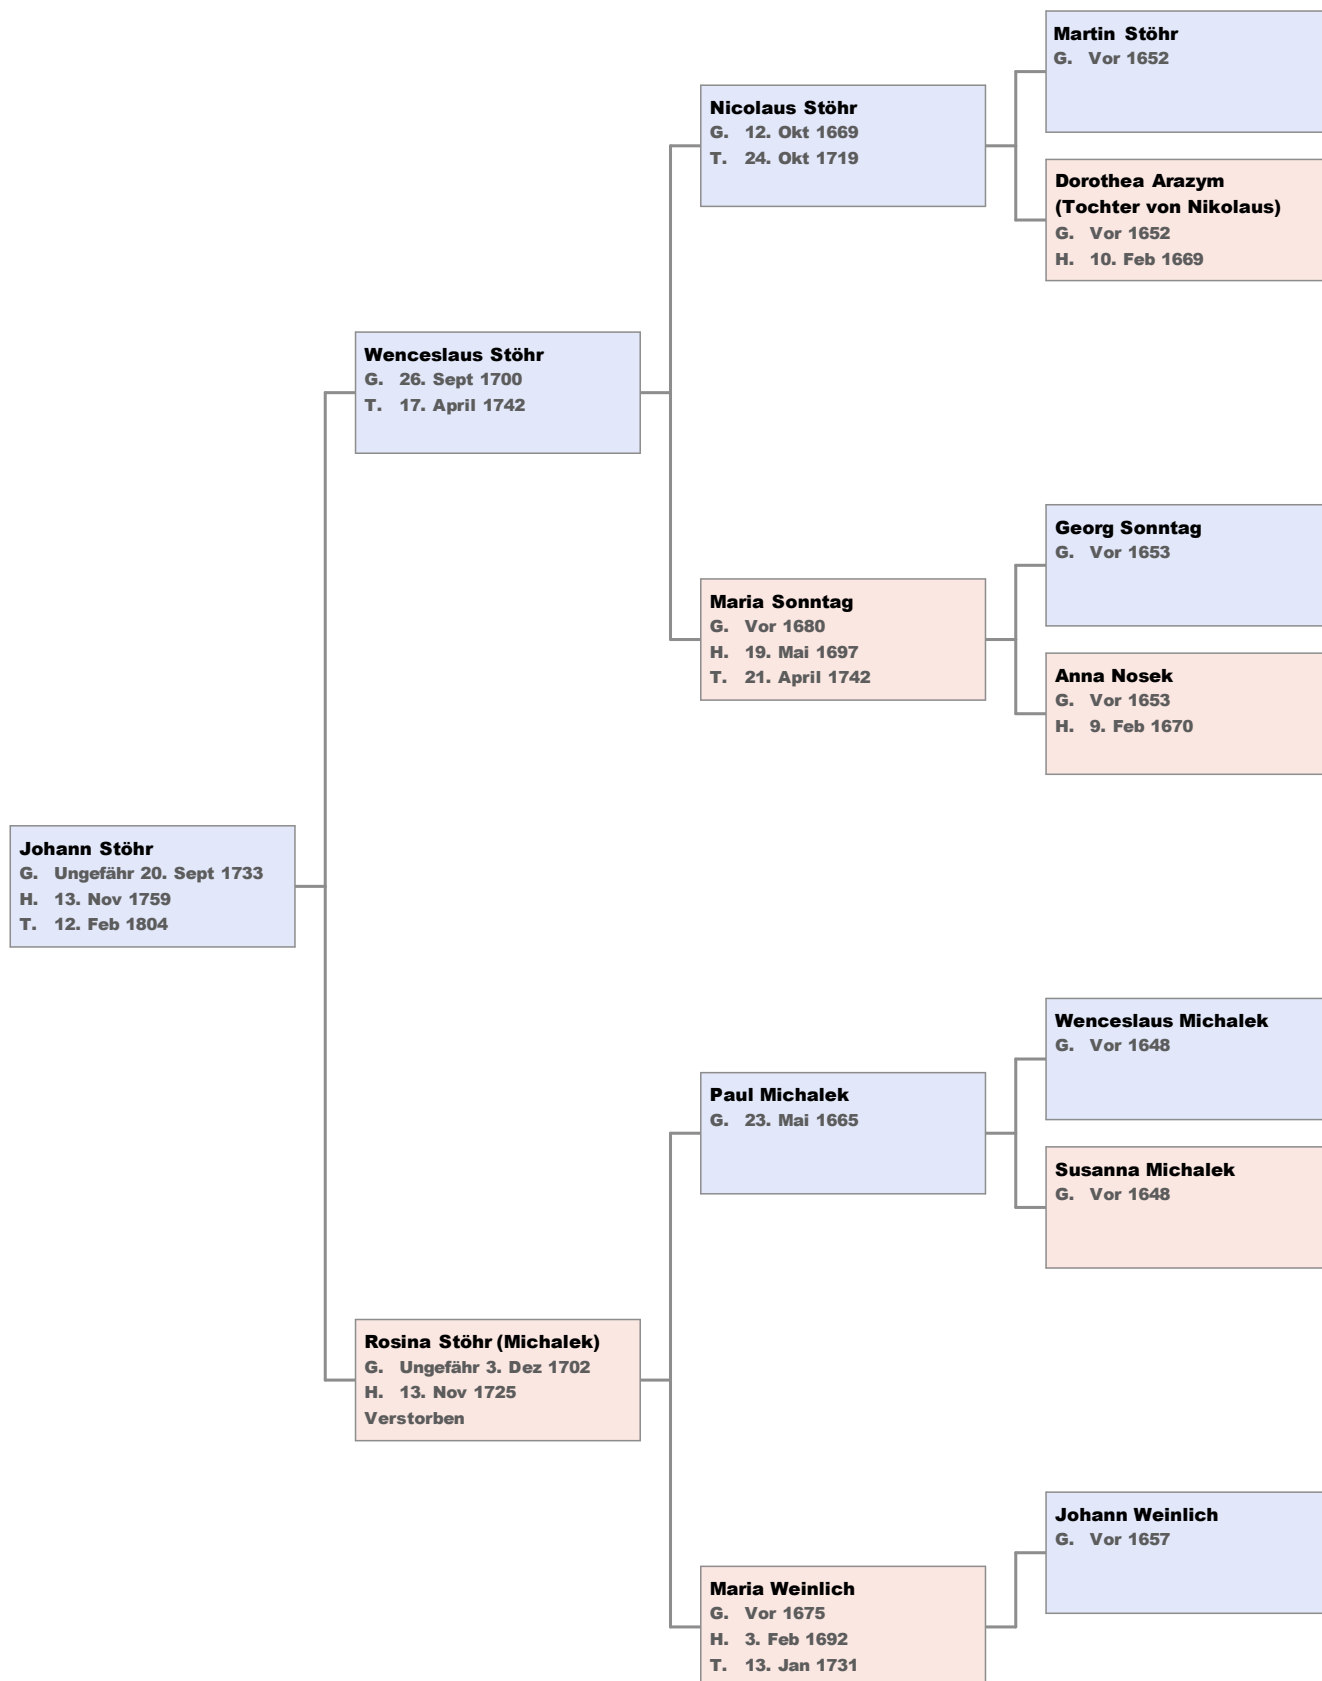 Martin Stöhr
G. Vor 1652
Nicolaus Stöhr
G. 12. Okt 1669
T. 24. Okt 1719
Dorothea Arazym
(Tochter von Nikolaus)
G. Vor 1652
H. 10. Feb 1669
Wenceslaus Stöhr
G. 26. Sept 1700
T. 17. April 1742
Georg Sonntag
G. Vor 1653
Maria Sonntag
G. Vor 1680
H. 19. Mai 1697
T. 21. April 1742
Anna Nosek
G. Vor 1653
H. 9. Feb 1670
Johann Stöhr
G. Ungefähr 20. Sept 1733
H. 13. Nov 1759
T. 12. Feb 1804
Wenceslaus Michalek
G. Vor 1648
Paul Michalek
G. 23. Mai 1665
Susanna Michalek
G. Vor 1648
Rosina Stöhr (Michalek)
G. Ungefähr 3. Dez 1702
H. 13. Nov 1725
Verstorben
Johann Weinlich
G. Vor 1657
Maria Weinlich
G. Vor 1675
H. 3. Feb 1692
T. 13. Jan 1731